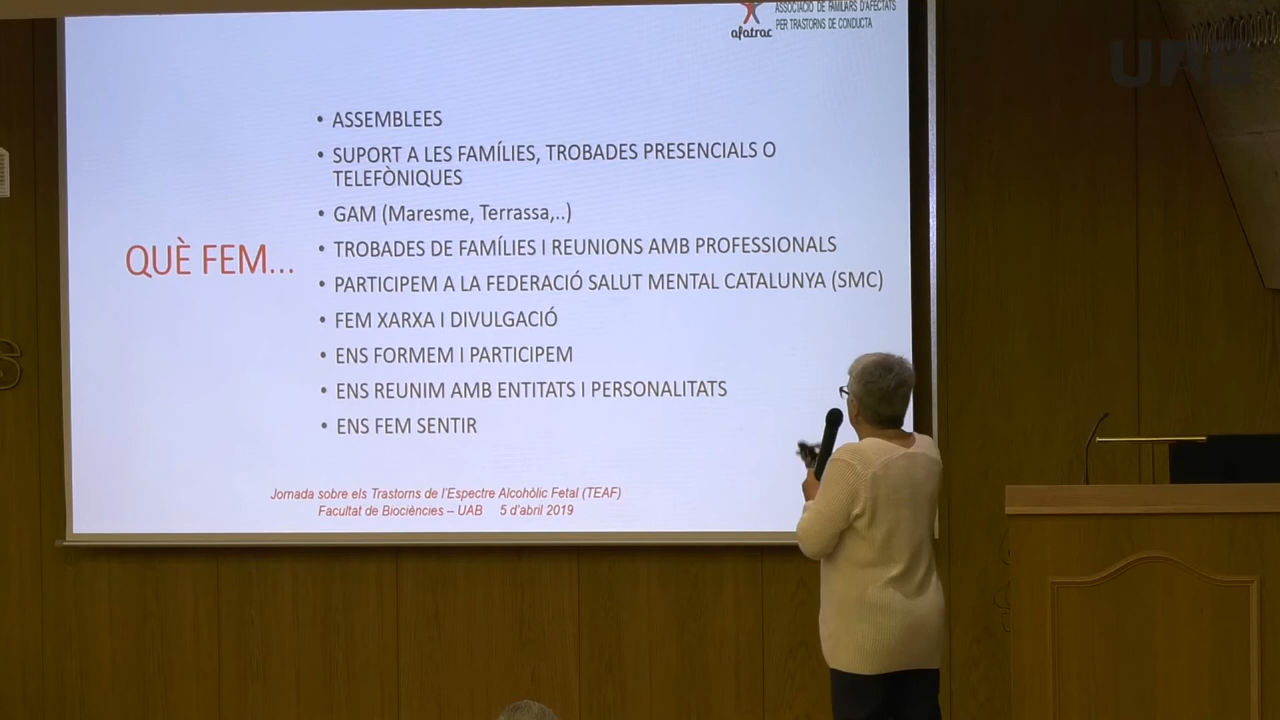 ASSOCIACIÓ DE FAMILIARS D'AFECTATS
PER TRASTORNS DE CONDUCTA
afatrac
UAB
• ASSEMBLEES
• SUPORT A LES FAMÍLIES, TROBADES PRESENCIALS O
TELEFÒNIQUES
• GAM (Maresme, Terrassa,..)
QUÈ FEM...
• TROBADES DE FAMÍLIES I REUNIONS AMB PROFESSIONALS
• PARTICIPEM A LA FEDERACIÓ SALUT MENTAL CATALUNYA (SMC)
• FEM XARXA I DIVULGACIÓ
• ENS FORMEM I PARTICIPEM
• ENS REUNIM AMB ENTITATS I PERSONALITATS
• ENS FEM SENTIR
Jornada sobre els Trastorns de l'Espectre Alcohòlic Fetal (TEAF)
Facultat de Biociències – UAB 5 d'abril 2019